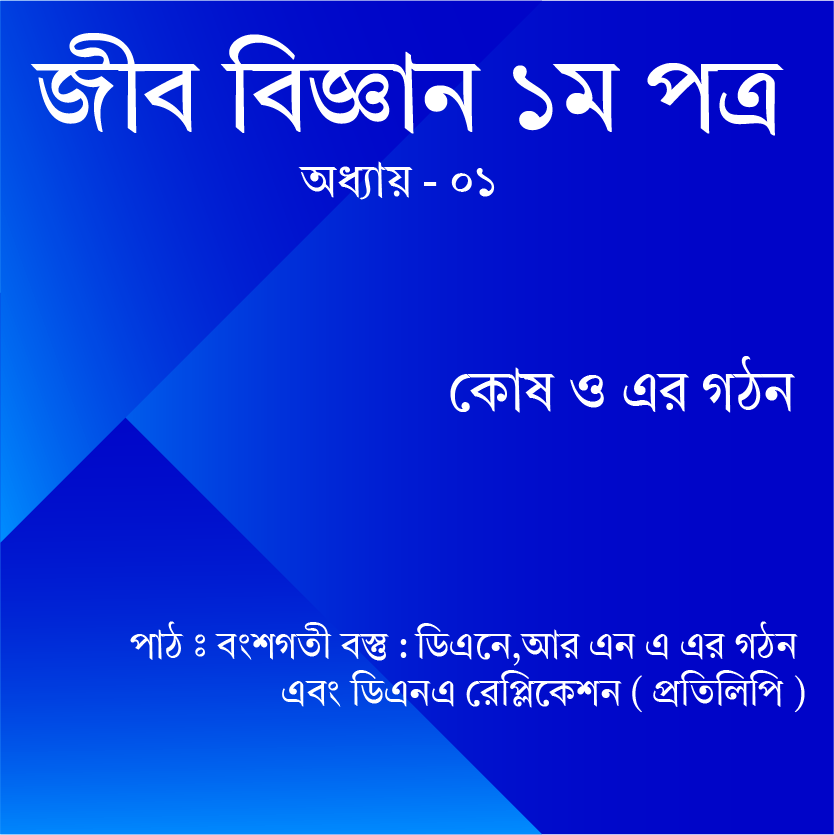 জীব বিজ্ঞান ১ম পত্র
অধ্যায় - ০১
কোষ ও এর গঠন
পাঠ ঃ বংশগতী বস্তু : ডিএনে,আর এন এ এর গঠন
এবং ডিএনএ রেপ্লিকেশন ( প্রতিলিপি )